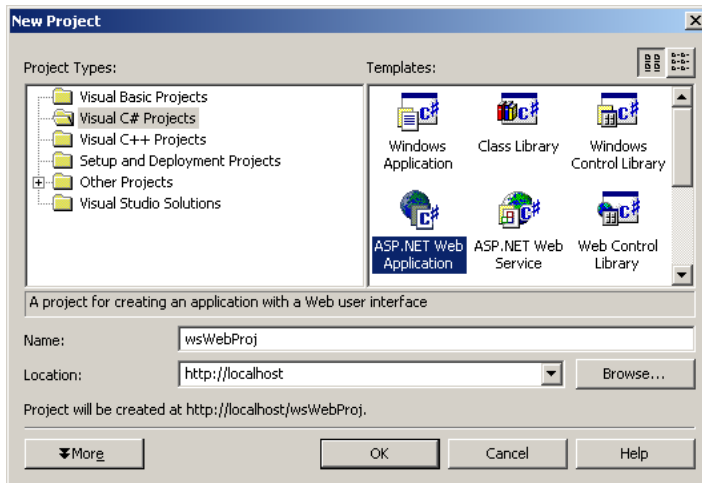 New Project
Project Types:
Templates:
Visual Basic Projects
Visual C# Projects
Visual C++ Projects
Setup and Deployment Projects
Other Projects
Visual Studio Solutions
Windows
Application
Class Library
Windows
Control Library
ASP.NET Web
Application
ASP.NET Web
Service
Web Control
Library
A project for creating an application with a Web user interface
Name:
wsWebProj
Location:
http://localhost
Browse...
Project will be created at http://localhost/wsWebProj.
More
OK
Cancel
Help